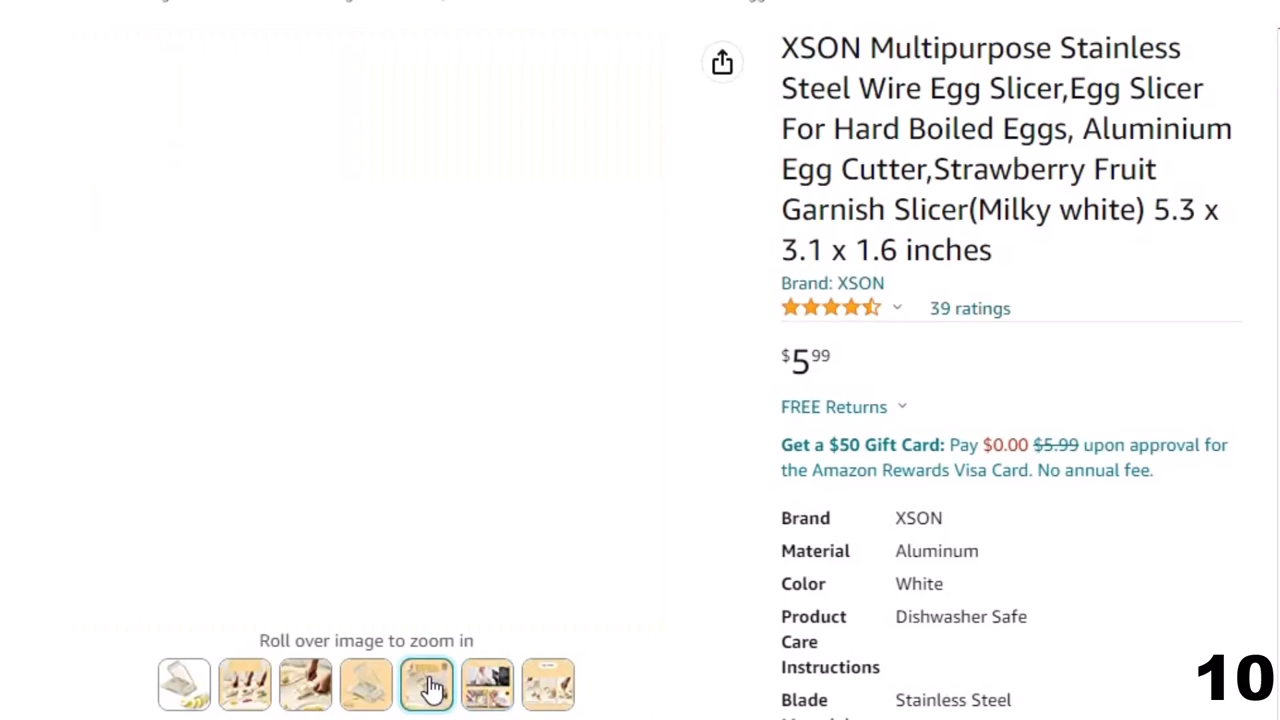 XSON Multipurpose Stainless
Steel Wire Egg Slicer,Egg Slicer
For Hard Boiled Eggs, Aluminium
Egg Cutter,Strawberry Fruit
Garnish Slicer(Milky white) 5.3 x
3.1 x 1.6 inches
Brand: XSON
39 ratings
$5 99
FREE Returns
Get a $50 Gift Card: Pay $0.00 $5.99 upon approval for
the Amazon Rewards Visa Card. No annual fee.
Brand XSON
Material Aluminum
Color White
Product Dishwasher Safe
Care
Instructions
Blade Stainless Steel
Roll over image to zoom in
10